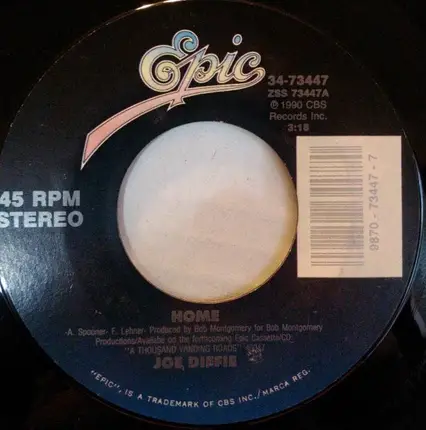 Epic
34-73447
ZSS 73447A
℗ 1990 CBS
Records Inc.
3:18
45 RPM
STEREO
9870 - 73447 - 7
HOME
-A. Spooner- F. Lehner- Produced by Bob Montgomery for Bob Montgomery
Productions/Available on the forthcoming Epic Cassette/CD:
"A THOUSAND WINDING ROADS"
JOE DIFFIE
"EPIC", IS A TRADEMARK OF CBS INC./MARCA REG.